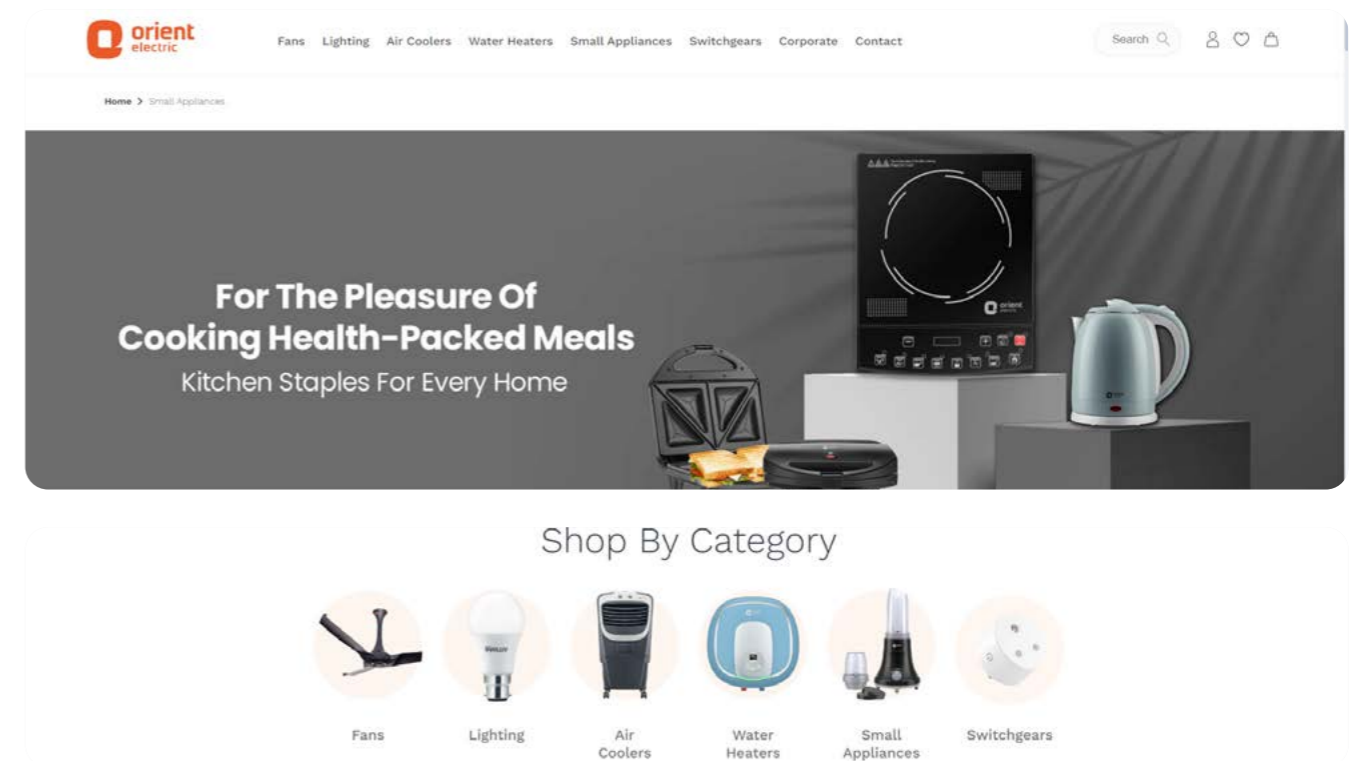 orient
electric
Fans Lighting Air Coolers Water Heaters Small Appliances Switchgears Corporate Contact
Search
Home > Small Appliances
For The Pleasure Of
Cooking Health-Packed Meals
Kitchen Staples For Every Home
orient
Shop By Category
Fans
Lighting
Air
Coolers
Water
Heaters
Small
Appliances
Switchgears